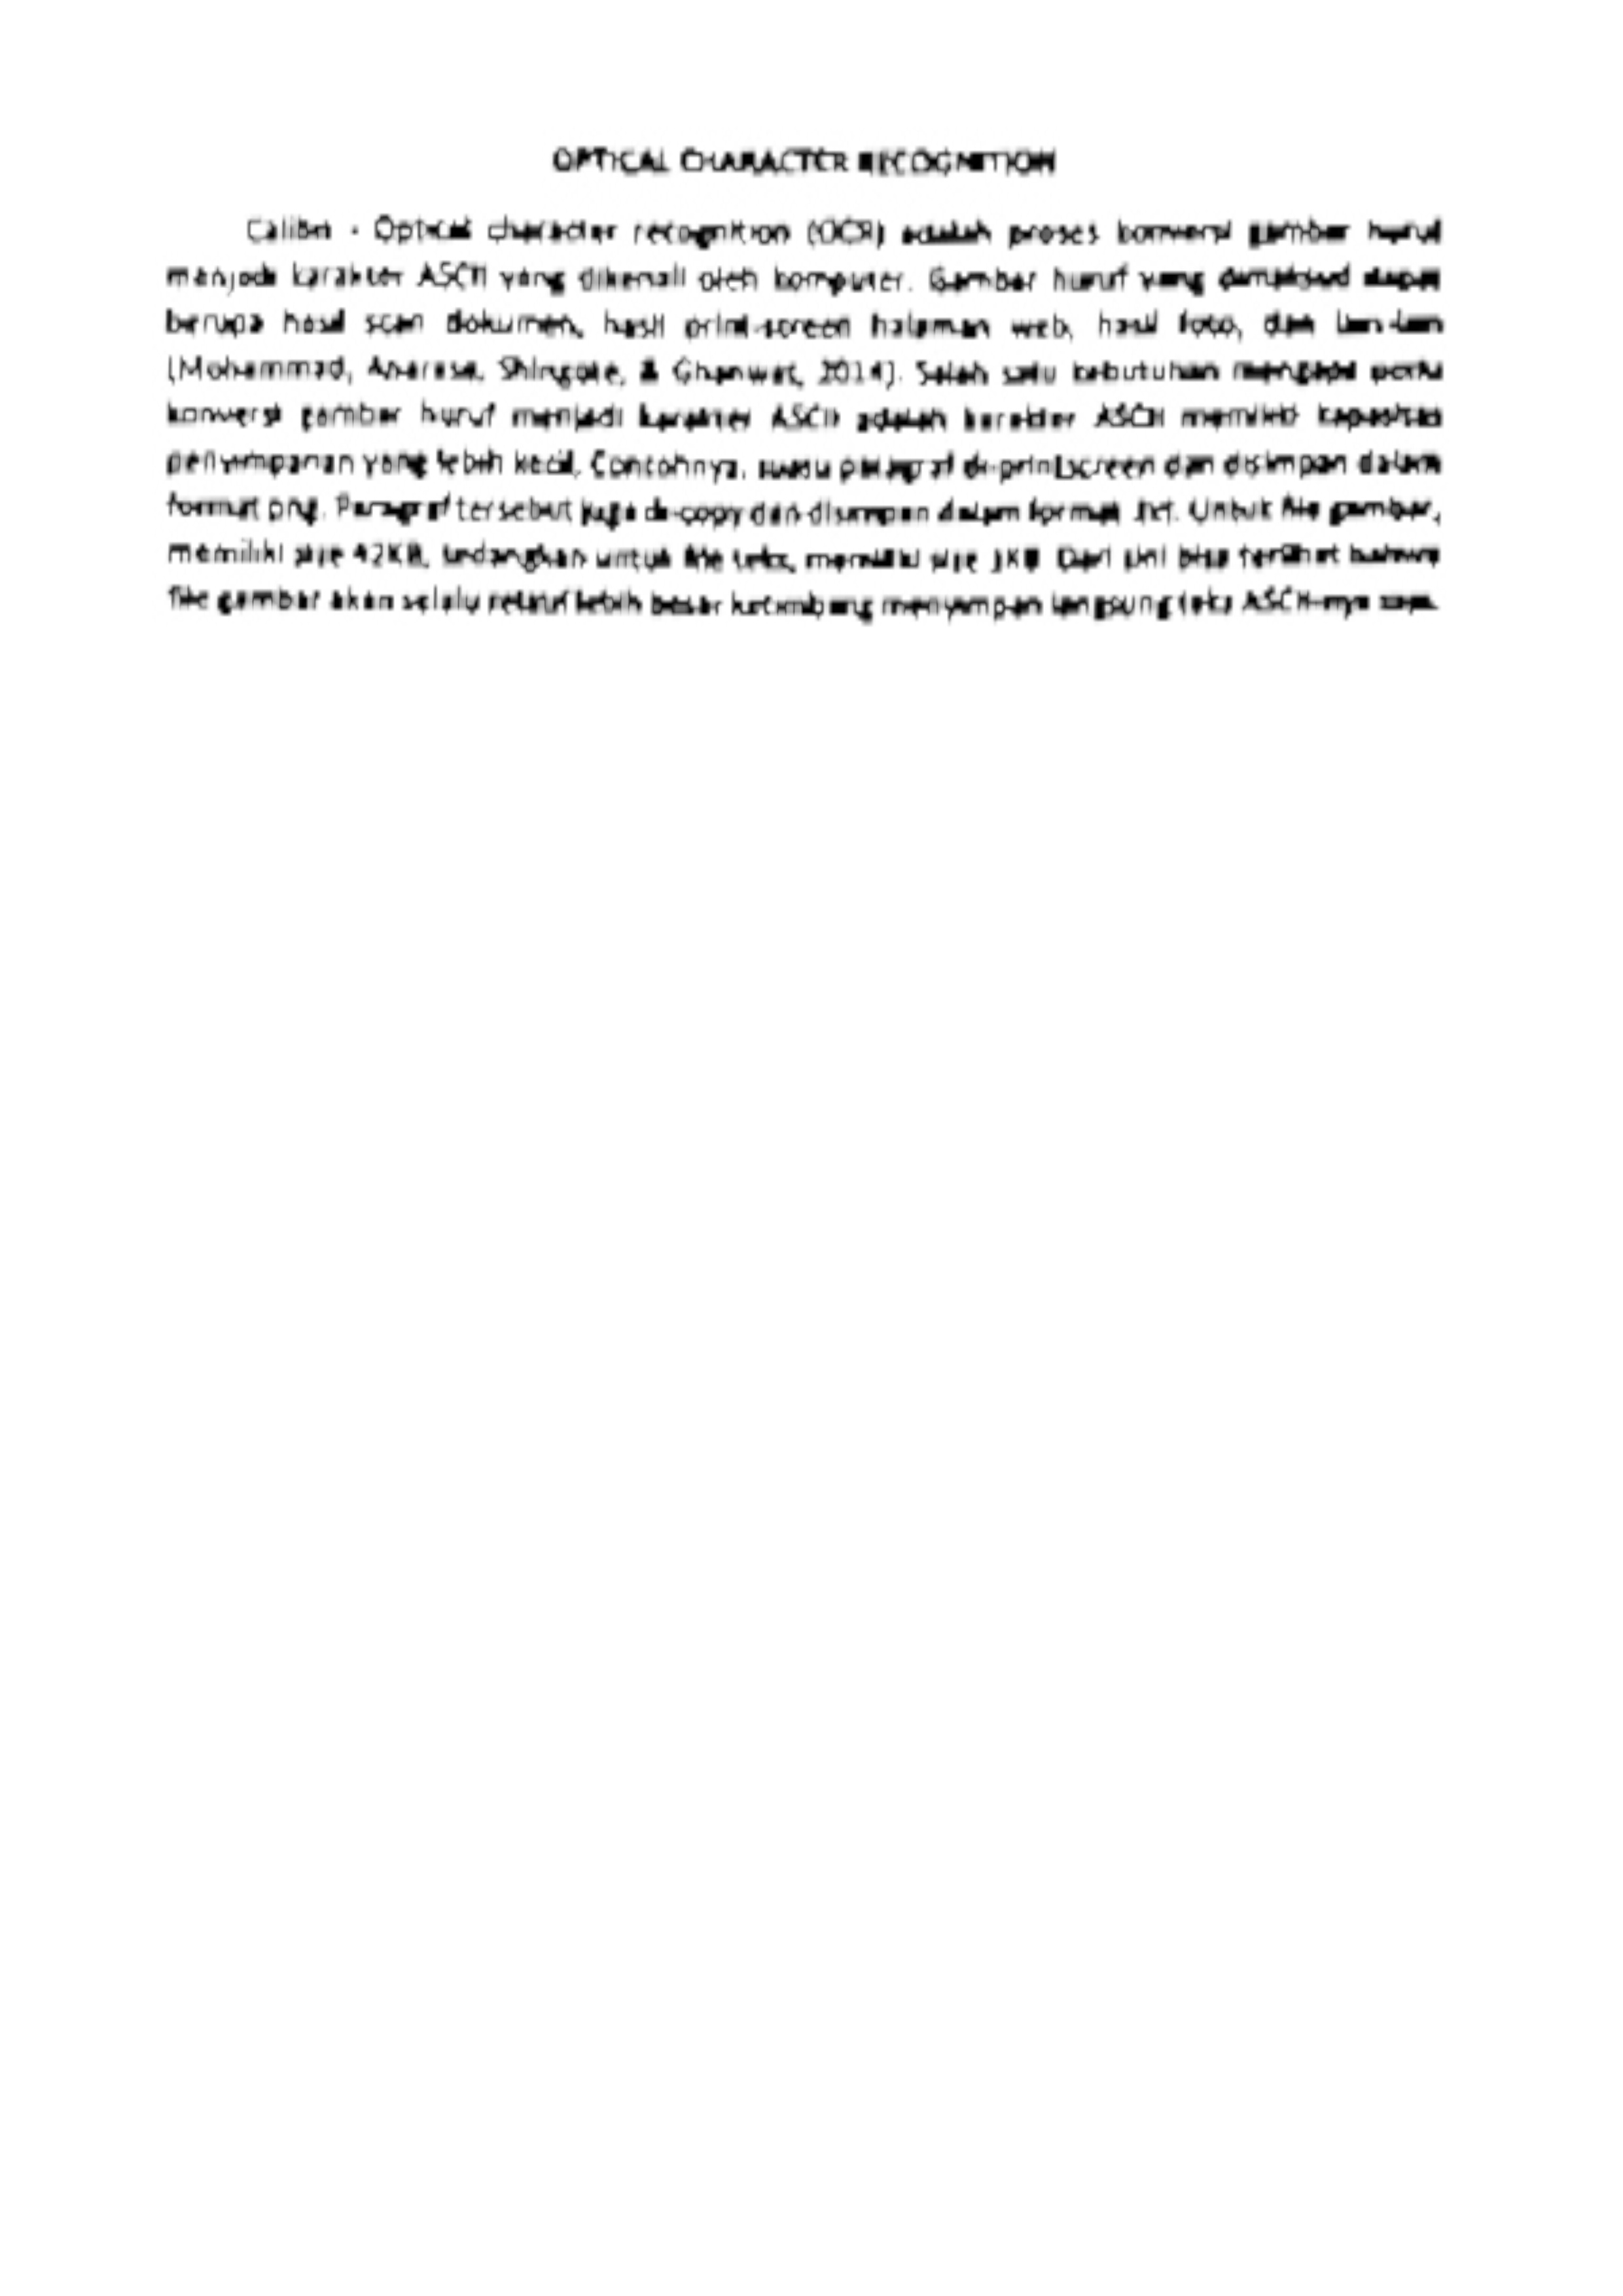 OPTICAL CHARACTER RECOGNITION
Calibri - Optical character recognition (OCR) adalah proses konversi gambar huruf
menjadi karakter ASCII yang dikenali oleh komputer. Gambar huruf yang dimaksud dapat
berupa hasil scan dokumen, hasil print-screen halaman web, hasil foto, dan lain-lain
(Mohammad, Anarase, Shingote, & Ghanwat, 2014). Salah satu kebutuhan mengapa perlu
konversi gambar huruf menjadi karakter ASCII adalah karakter ASCII memiliki kapasitas
penyimpanan yang lebih kecil. Contohnya, suatu paragraf di-printscreen dan disimpan dalam
format png. Paragraf tersebut juga di-copy dan disimpan dalam format .txt. Untuk file gambar,
memiliki size 42KB, sedangkan untuk file teks, memiliki size Dari sini bisa terlihat bahwa
file gambar akan selalu relatif lebih besar ketimbang menyimpan langsung teks ASCII-nya saja.